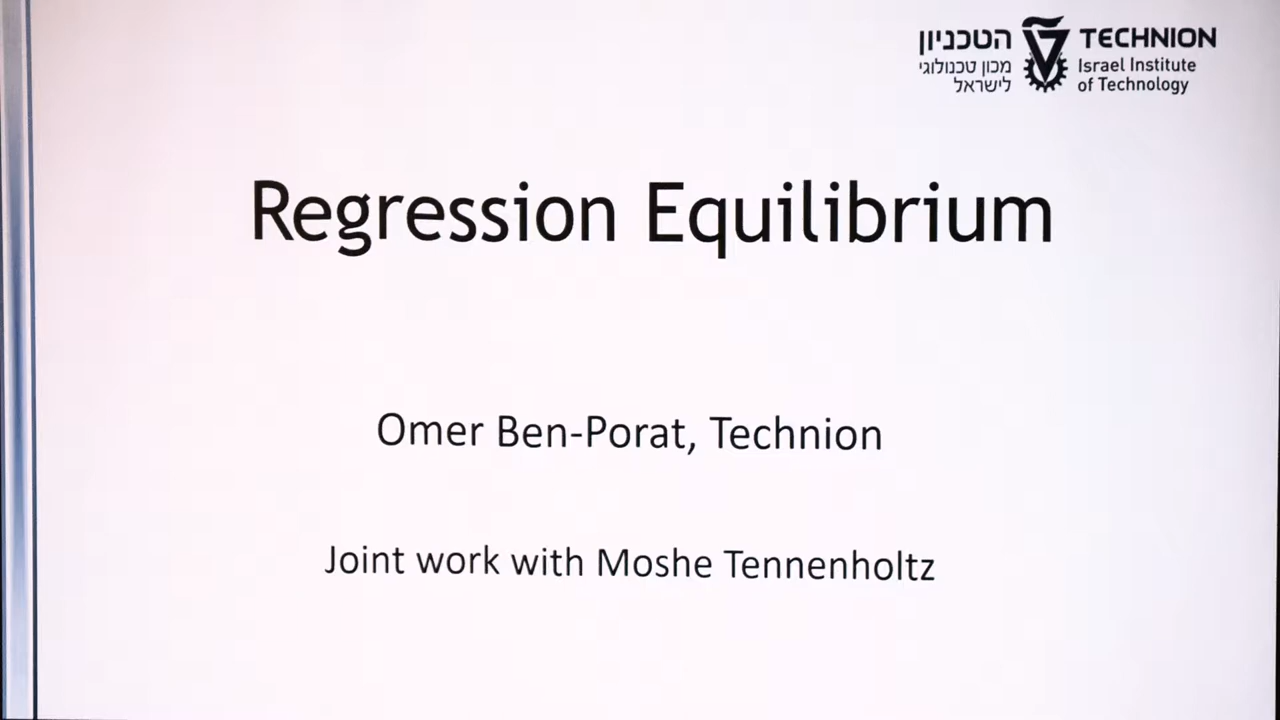 הטכניון
מכון טכנולוגי
לישראל
TECHNION
Israel Institute
of Technology
Regression Equilibrium
Omer Ben-Porat, Technion
Joint work with Moshe Tennenholtz